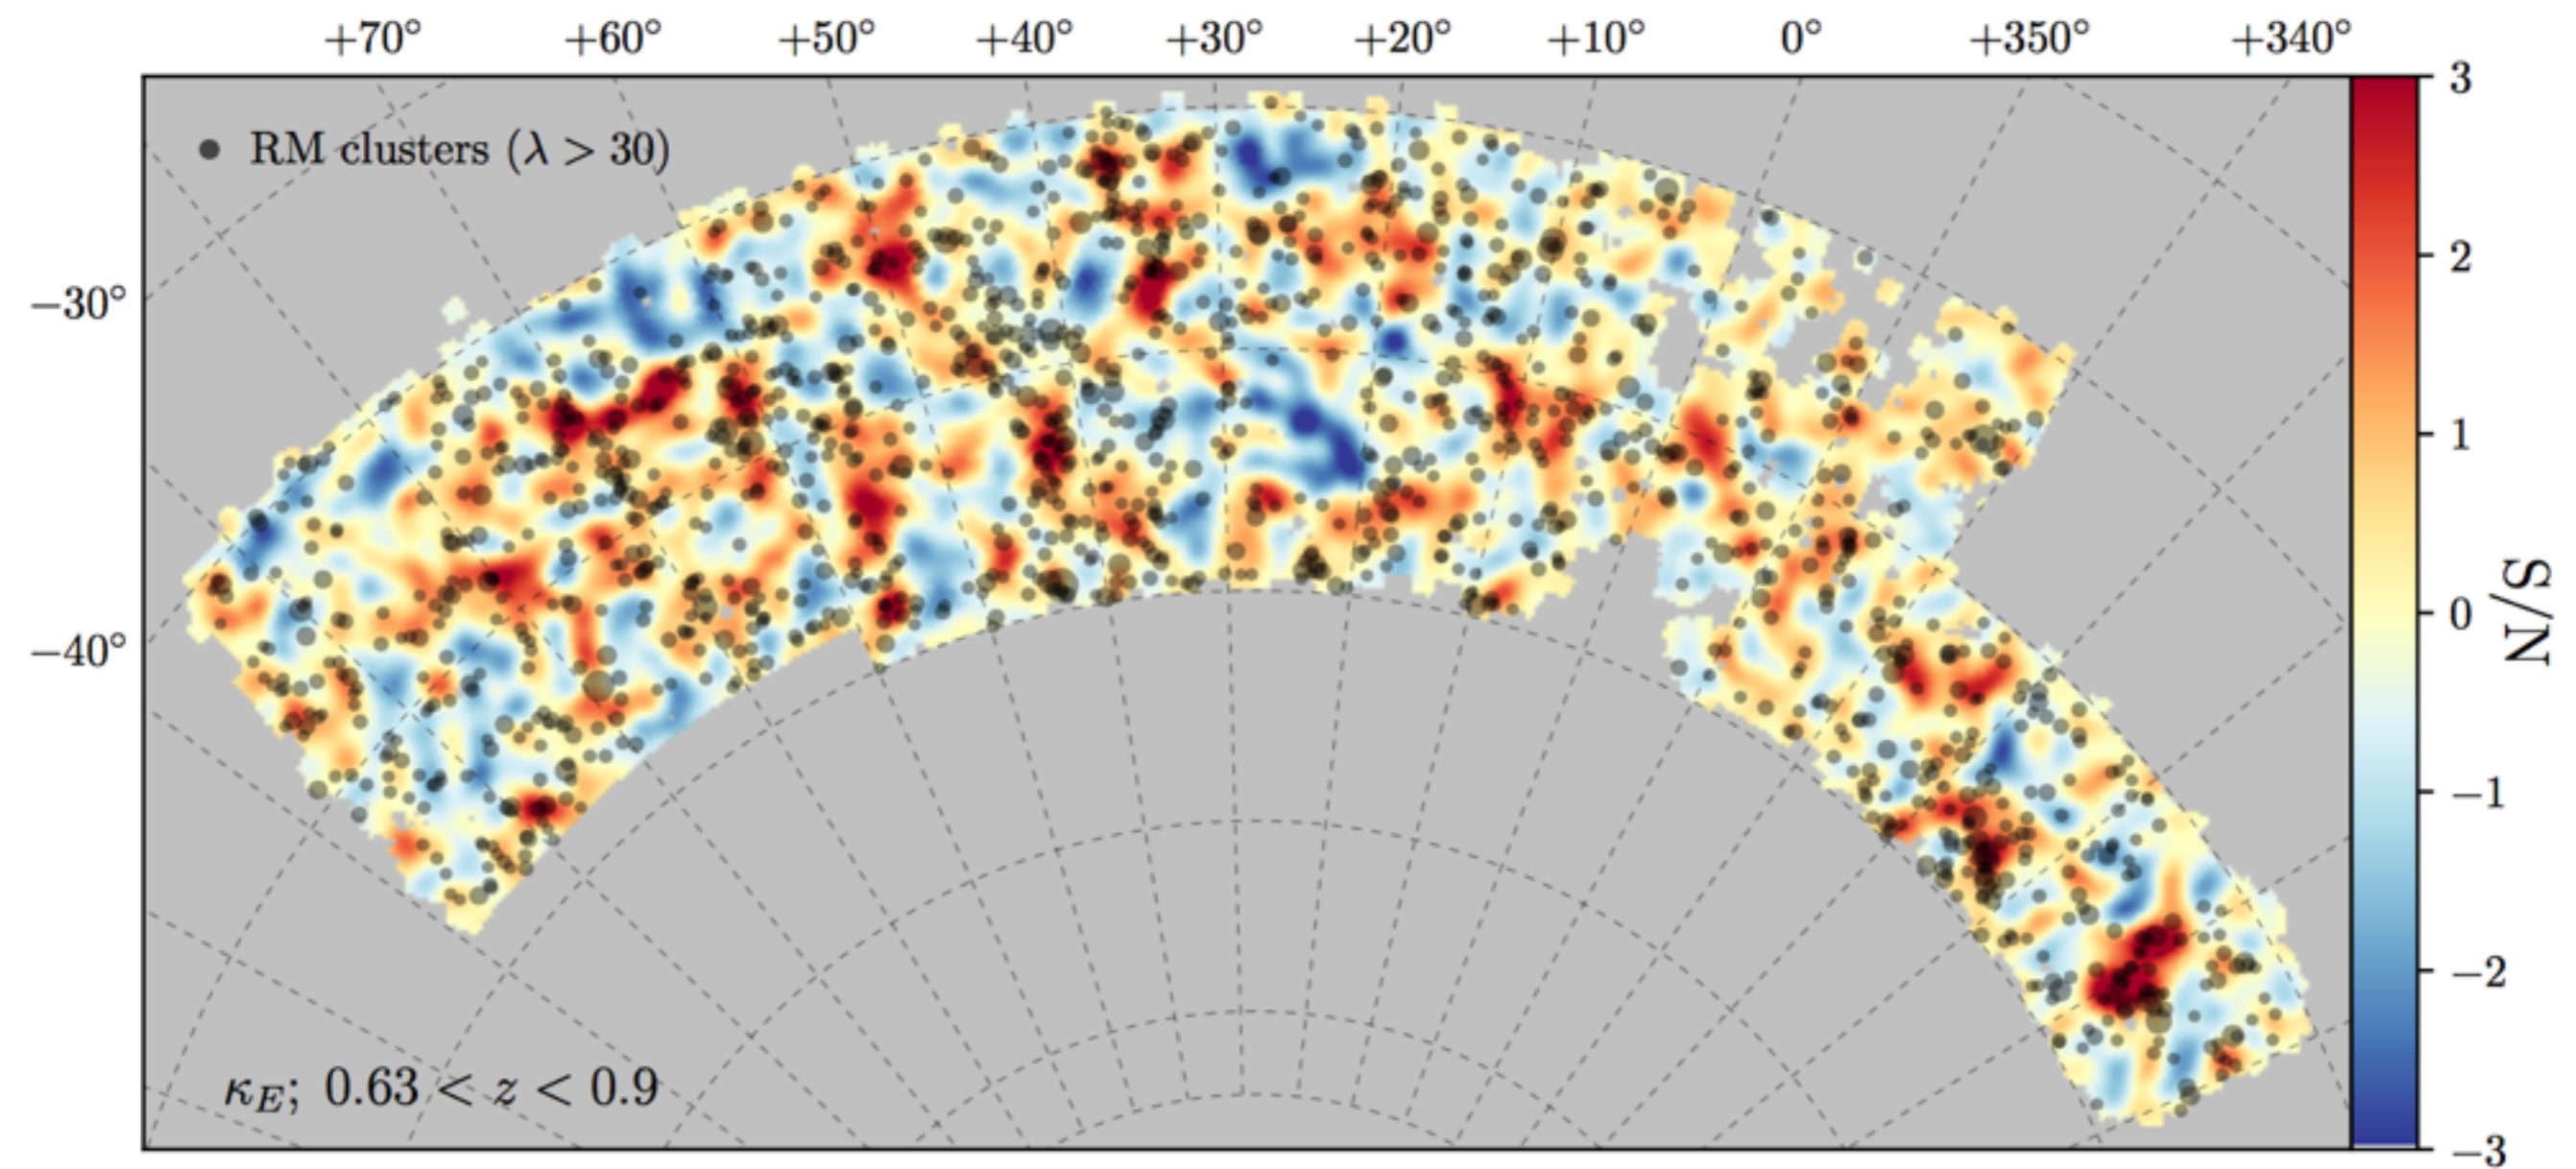 +70° +60° +50° +40° +30° +20° +10° 0° +350° +340°
RM clusters (λ > 30)
−30°
−40°
κ_E; 0.63 < z < 0.9
3
2
1
0
−1
−2
−3
S/N